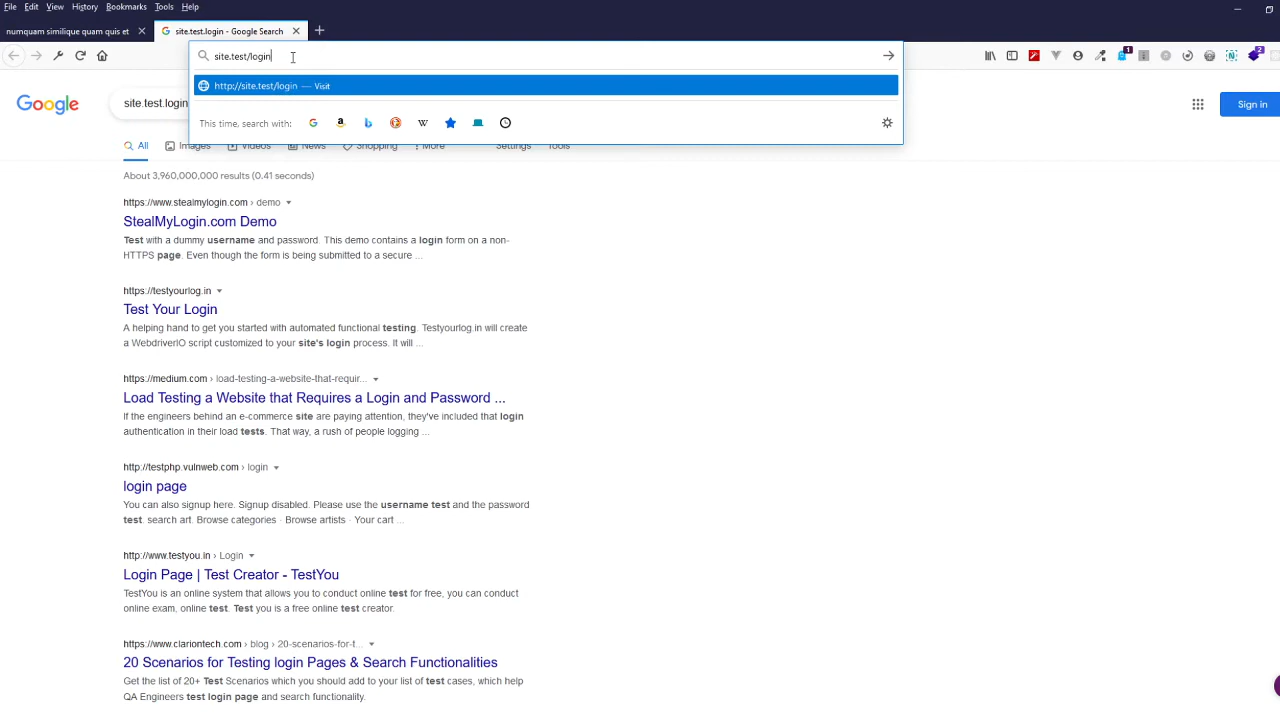 File Edit View History Bookmarks Tools Help
numquam similique quam quis et
site.test.login - Google Search
site.test/login
1
2
http://site.test/login — Visit
This time, search with:
Google
site.test.login
Sign in
All Images Videos News Shopping More Settings Tools
About 3,960,000,000 results (0.41 seconds)
https://www.stealmylogin.com › demo
StealMyLogin.com Demo
Test with a dummy username and password. This demo contains a login form on a non-
HTTPS page. Even though the form is being submitted to a secure ...
https://testyourlog.in
Test Your Login
A helping hand to get you started with automated functional testing. Testyourlog.in will create
a WebdriverIO script customized to your site's login process. It will ...
https://medium.com › load-testing-a-website-that-requir...
Load Testing a Website that Requires a Login and Password ...
If the engineers behind an e-commerce site are paying attention, they've included that login
authentication in their load tests. That way, a rush of people logging ...
http://testphp.vulnweb.com › login
login page
You can also signup here. Signup disabled. Please use the username test and the password
test. search art. Browse categories · Browse artists · Your cart ...
http://www.testyou.in › Login
Login Page | Test Creator - TestYou
TestYou is an online system that allows you to conduct online test for free, you can conduct
online exam, online test. Test you is a free online test creator.
https://www.clariontech.com › blog › 20-scenarios-for-t...
20 Scenarios for Testing login Pages & Search Functionalities
Get the list of 20+ Test Scenarios which you should add to your list of test cases, which help
QA Engineers test login page and search functionality.